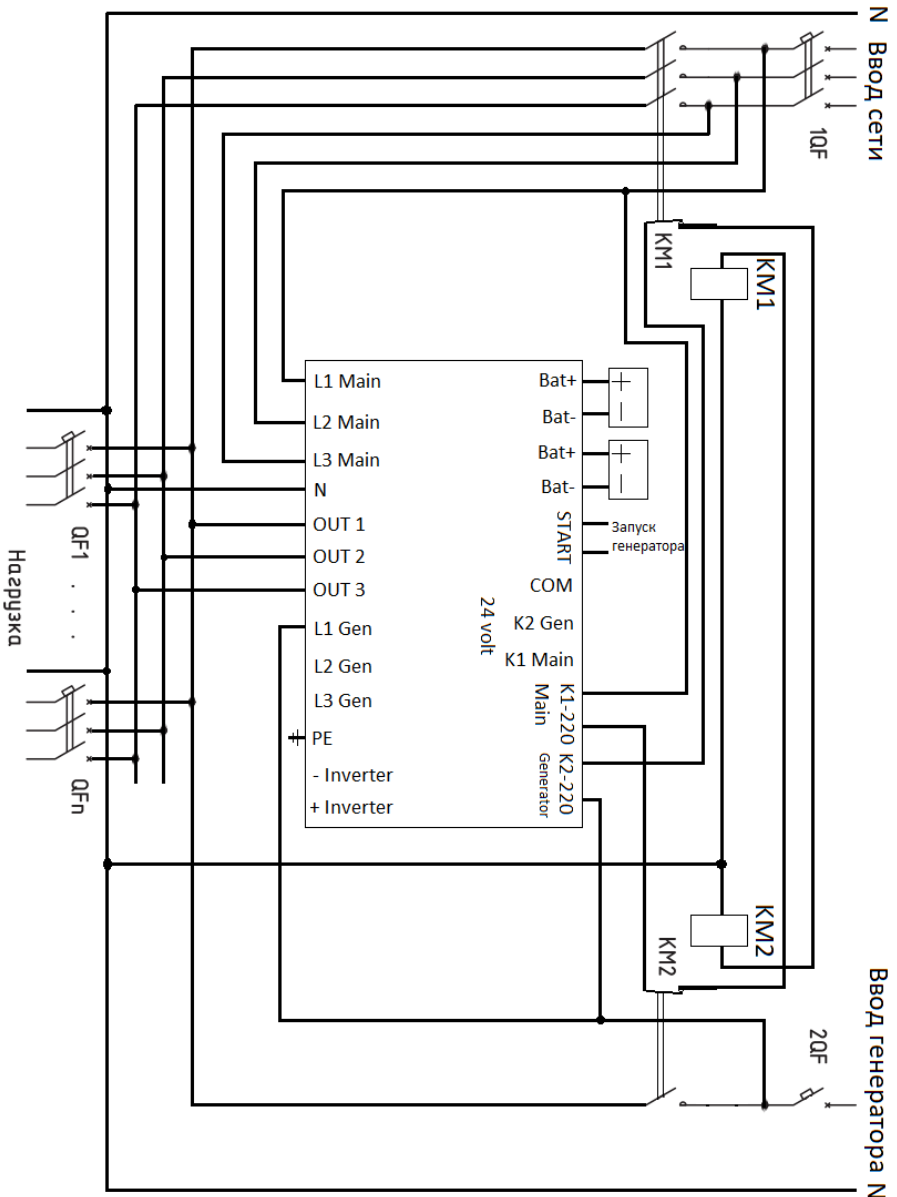 N
Ввод сети
1QF
KM1
KM1
L1 Main
L2 Main
L3 Main
N
OUT 1
OUT 2
OUT 3
L1 Gen
L2 Gen
L3 Gen
PE
- Inverter
+ Inverter
Bat+
Bat-
Bat+
Bat-
START
COM
K2 Gen
K1 Main
K1-220
Main
K2-220
Generator
24 volt
+
−
+
−
Запуск
генератора
QF1 . . .
Нагрузка
QFn
KM2
KM2
2QF
Ввод генератора N